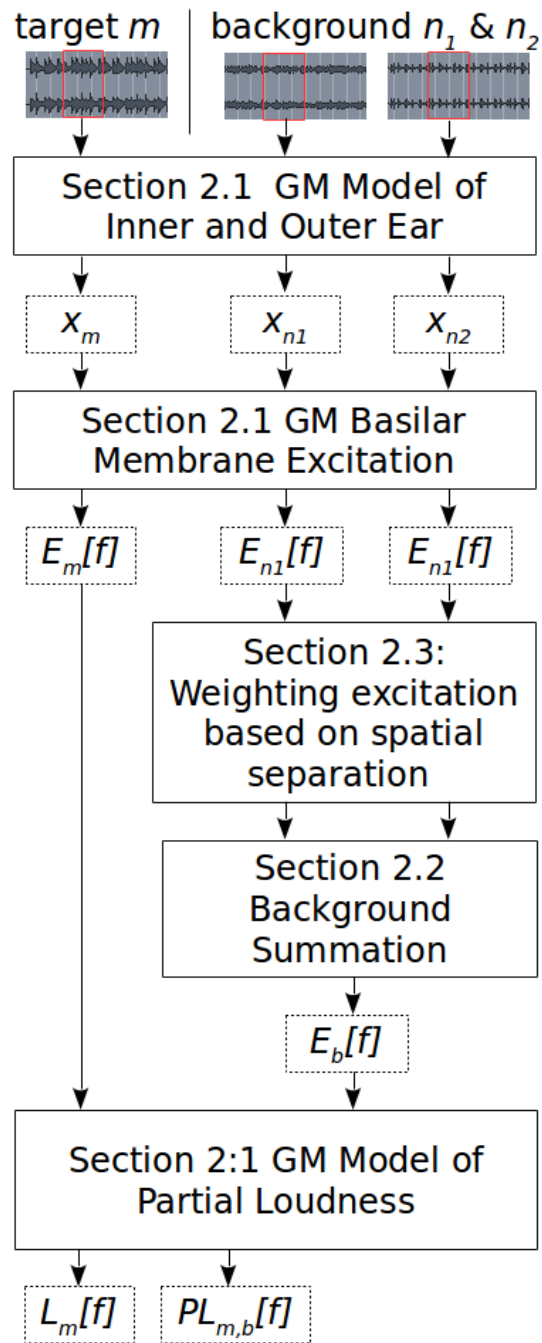 target m
background n1 & n2
Section 2.1 GM Model of
Inner and Outer Ear
xm
xn1
xn2
Section 2.1 GM Basilar
Membrane Excitation
Em[f]
En1[f]
En1[f]
Section 2.3:
Weighting excitation
based on spatial
separation
Section 2.2
Background
Summation
Eb[f]
Section 2:1 GM Model of
Partial Loudness
Lm[f]
PLm,b[f]